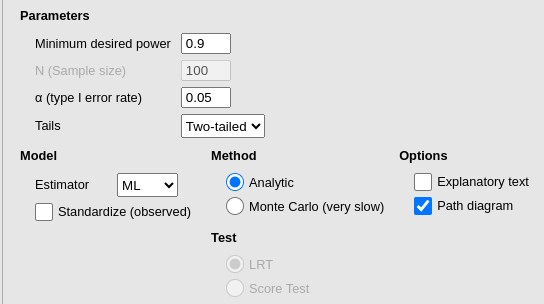 Parameters
Minimum desired power 0.9
N (Sample size) 100
α (type I error rate) 0.05
Tails Two-tailed
Model Method Options
Estimator ML Analytic Explanatory text
Standardize (observed) Monte Carlo (very slow) Path diagram
Test
LRT
Score Test